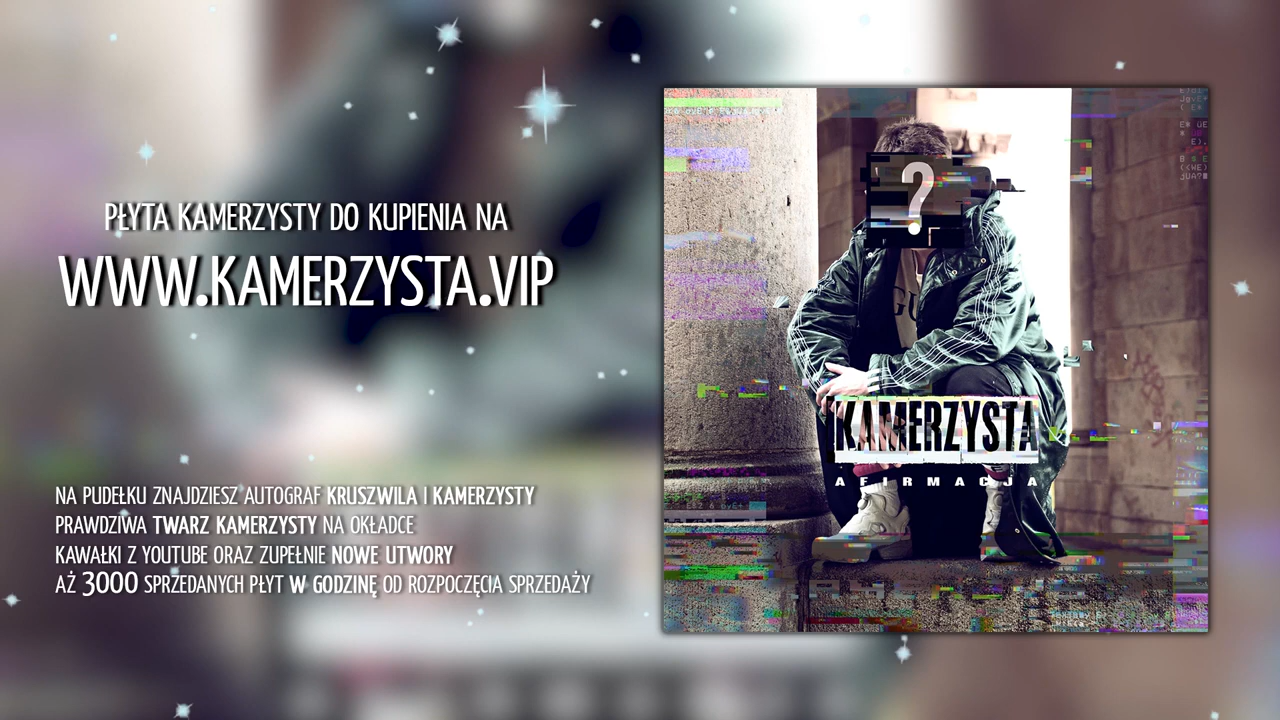 PŁYTA KAMERZYSTY DO KUPIENIA NA
WWW.KAMERZYSTA.VIP
NA PUDEŁKU ZNAJDZIESZ AUTOGRAF KRUSZWILA I KAMERZYSTY
PRAWDZIWA TWARZ KAMERZYSTY NA OKŁADCE
KAWAŁKI Z YOUTUBE ORAZ ZUPEŁNIE NOWE UTWORY
AŻ 3000 SPRZEDANYCH PŁYT W GODZINĘ OD ROZPOCZĘCIA SPRZEDAŻY
?
KAMERZYSTA
AFIRMACJA